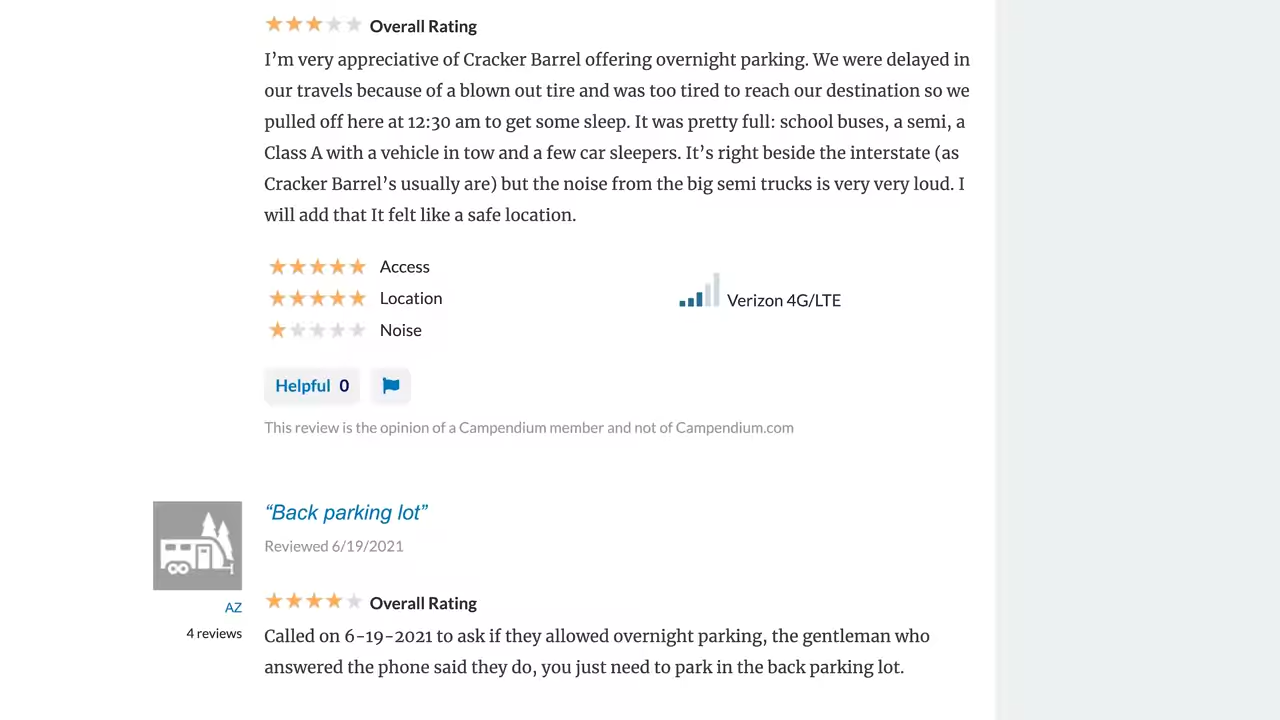 Overall Rating
I’m very appreciative of Cracker Barrel offering overnight parking. We were delayed in
our travels because of a blown out tire and was too tired to reach our destination so we
pulled off here at 12:30 am to get some sleep. It was pretty full: school buses, a semi, a
Class A with a vehicle in tow and a few car sleepers. It’s right beside the interstate (as
Cracker Barrel’s usually are) but the noise from the big semi trucks is very very loud. I
will add that It felt like a safe location.
Access
Location
Verizon 4G/LTE
Noise
Helpful 0
This review is the opinion of a Campendium member and not of Campendium.com
“Back parking lot”
Reviewed 6/19/2021
AZ
4 reviews
Overall Rating
Called on 6-19-2021 to ask if they allowed overnight parking, the gentleman who
answered the phone said they do, you just need to park in the back parking lot.